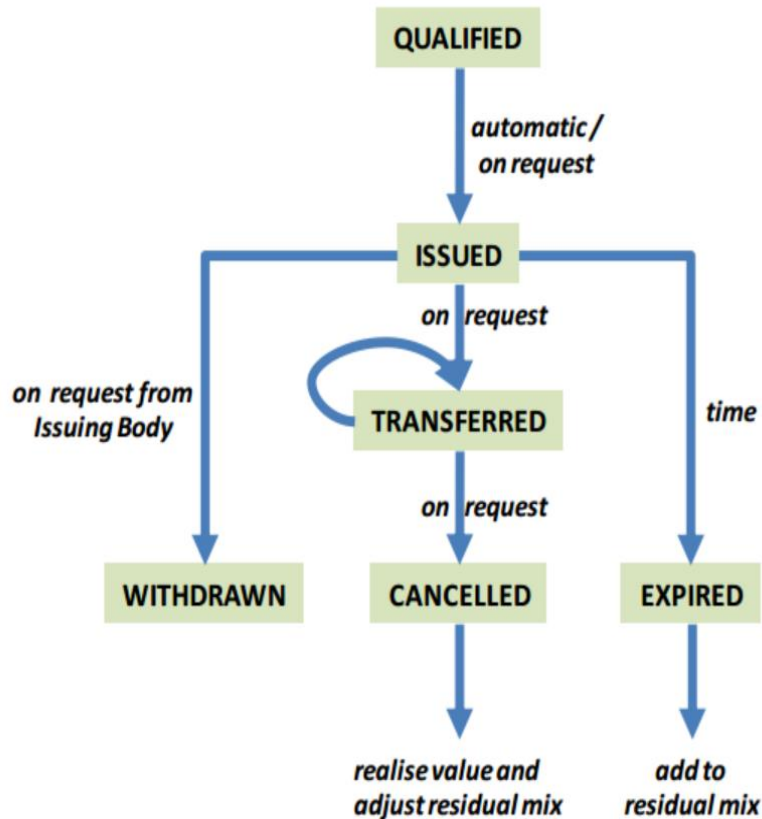 QUALIFIED
automatic /
on request
ISSUED
on request
on request from
Issuing Body
TRANSFERRED
time
on request
WITHDRAWN
CANCELLED
EXPIRED
realise value and
adjust residual mix
add to
residual mix